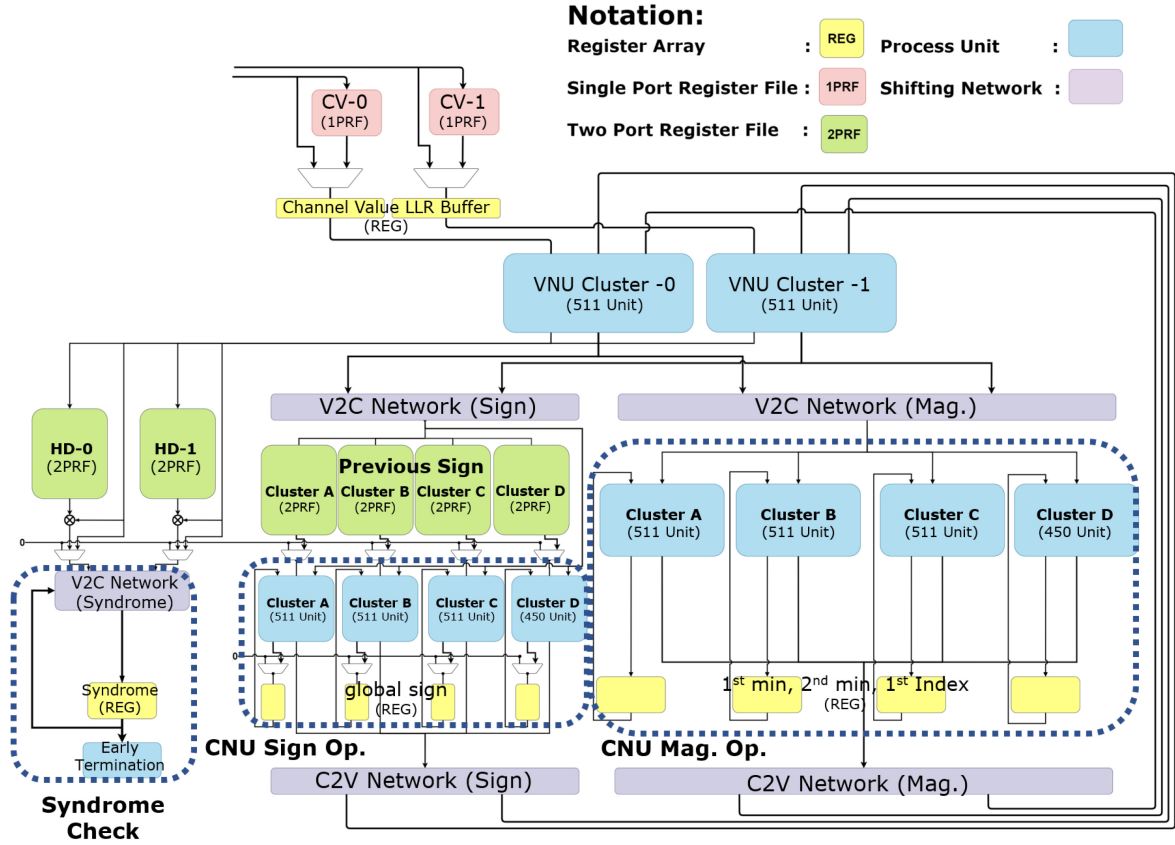 Notation:
Register Array : REG Process Unit :
Single Port Register File : 1PRF Shifting Network :
Two Port Register File : 2PRF
CV-0
(1PRF)
CV-1
(1PRF)
Channel Value LLR Buffer
(REG)
VNU Cluster -0
(511 Unit)
VNU Cluster -1
(511 Unit)
V2C Network (Sign)
V2C Network (Mag.)
HD-0
(2PRF)
HD-1
(2PRF)
Previous Sign
Cluster A
(2PRF)
Cluster B
(2PRF)
Cluster C
(2PRF)
Cluster D
(2PRF)
Cluster A
(511 Unit)
Cluster B
(511 Unit)
Cluster C
(511 Unit)
Cluster D
(450 Unit)
0
V2C Network
(Syndrome)
Syndrome
(REG)
Early
Termination
Syndrome
Check
Cluster A
(511 Unit)
Cluster B
(511 Unit)
Cluster C
(511 Unit)
Cluster D
(450 Unit)
0
global sign
(REG)
CNU Sign Op.
1st min, 2nd min, 1st Index
(REG)
CNU Mag. Op.
C2V Network (Sign)
C2V Network (Mag.)